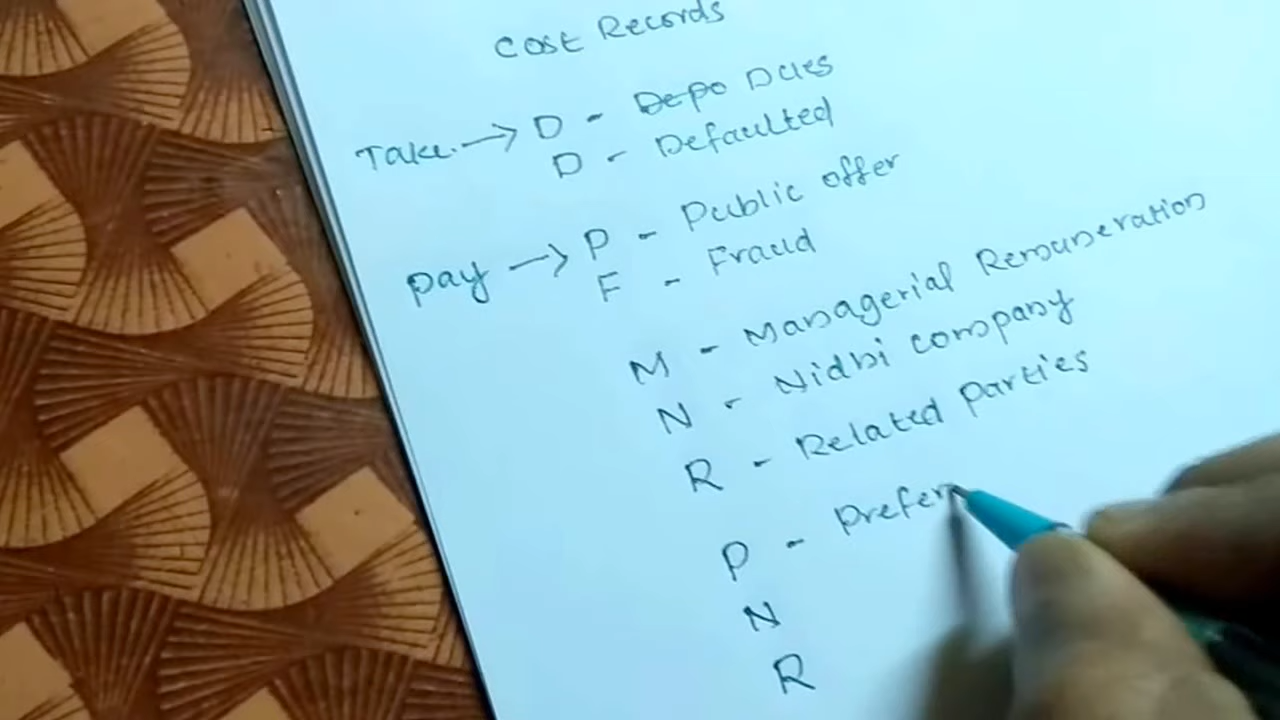 Cost Records
Take. → D - Depo Dues
D - Defaulted
Pay → P - Public offer
F - Fraud
M - Managerial Remuneration
N - Nidhi company
R - Related Parties
P - Prefer
N
R